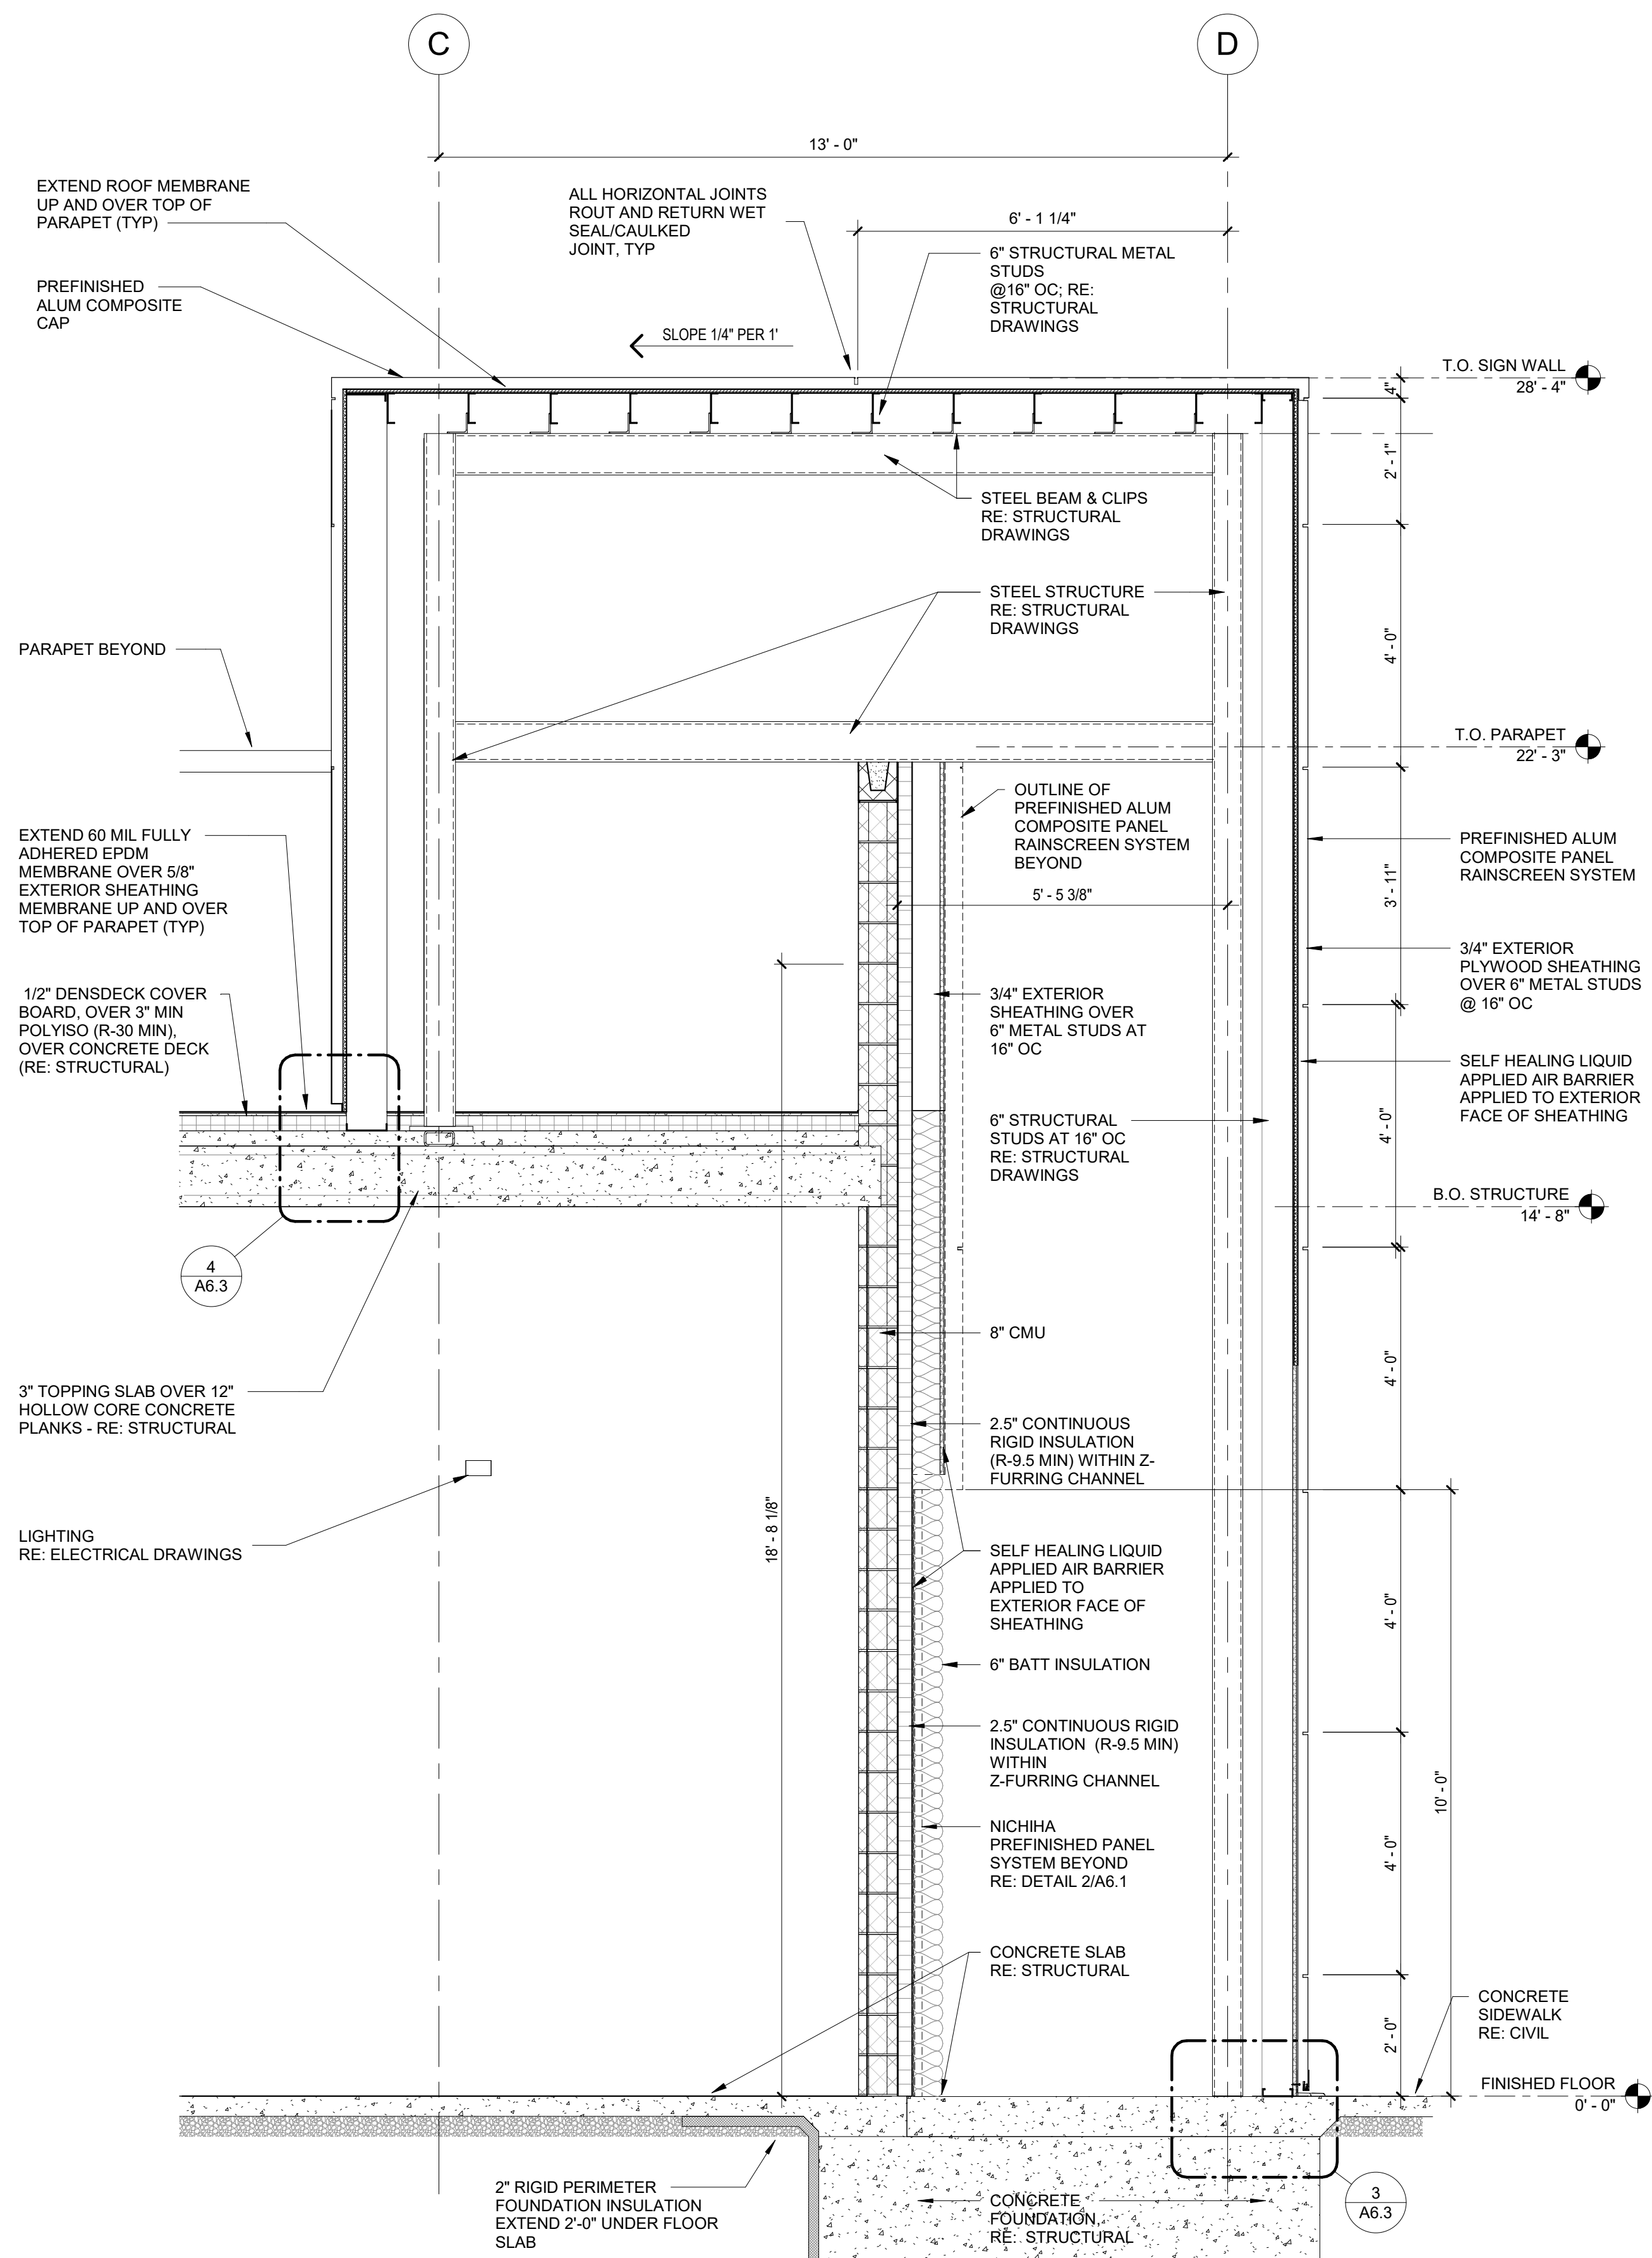 C
D
13' - 0"
EXTEND ROOF MEMBRANE
UP AND OVER TOP OF
PARAPET (TYP)
ALL HORIZONTAL JOINTS
ROUT AND RETURN WET
SEAL/CAULKED
JOINT, TYP
6' - 1 1/4"
6" STRUCTURAL METAL
STUDS
@16" OC; RE:
STRUCTURAL
DRAWINGS
PREFINISHED
ALUM COMPOSITE
CAP
SLOPE 1/4" PER 1'
T.O. SIGN WALL
28' - 4"
4"
2' - 1"
STEEL BEAM & CLIPS
RE: STRUCTURAL
DRAWINGS
STEEL STRUCTURE
RE: STRUCTURAL
DRAWINGS
4' - 0"
PARAPET BEYOND
T.O. PARAPET
22' - 3"
OUTLINE OF
PREFINISHED ALUM
COMPOSITE PANEL
RAINSCREEN SYSTEM
BEYOND
EXTEND 60 MIL FULLY
ADHERED EPDM
MEMBRANE OVER 5/8"
EXTERIOR SHEATHING
MEMBRANE UP AND OVER
TOP OF PARAPET (TYP)
PREFINISHED ALUM
COMPOSITE PANEL
RAINSCREEN SYSTEM
5' - 5 3/8"
3' - 11"
3/4" EXTERIOR
PLYWOOD SHEATHING
OVER 6" METAL STUDS
@ 16" OC
1/2" DENSDECK COVER
BOARD, OVER 3" MIN
POLYISO (R-30 MIN),
OVER CONCRETE DECK
(RE: STRUCTURAL)
3/4" EXTERIOR
SHEATHING OVER
6" METAL STUDS AT
16" OC
SELF HEALING LIQUID
APPLIED AIR BARRIER
APPLIED TO EXTERIOR
FACE OF SHEATHING
6" STRUCTURAL
STUDS AT 16" OC
RE: STRUCTURAL
DRAWINGS
4' - 0"
B.O. STRUCTURE
14' - 8"
4
A6.3
8" CMU
4' - 0"
3" TOPPING SLAB OVER 12"
HOLLOW CORE CONCRETE
PLANKS - RE: STRUCTURAL
2.5" CONTINUOUS
RIGID INSULATION
(R-9.5 MIN) WITHIN Z-
FURRING CHANNEL
18' - 8 1/8"
LIGHTING
RE: ELECTRICAL DRAWINGS
SELF HEALING LIQUID
APPLIED AIR BARRIER
APPLIED TO
EXTERIOR FACE OF
SHEATHING
4' - 0"
6" BATT INSULATION
2.5" CONTINUOUS RIGID
INSULATION (R-9.5 MIN)
WITHIN
Z-FURRING CHANNEL
10' - 0"
NICHIHA
PREFINISHED PANEL
SYSTEM BEYOND
RE: DETAIL 2/A6.1
4' - 0"
CONCRETE SLAB
RE: STRUCTURAL
CONCRETE
SIDEWALK
RE: CIVIL
2' - 0"
FINISHED FLOOR
0' - 0"
2" RIGID PERIMETER
FOUNDATION INSULATION
EXTEND 2'-0" UNDER FLOOR
SLAB
CONCRETE
FOUNDATION,
RE: STRUCTURAL
3
A6.3